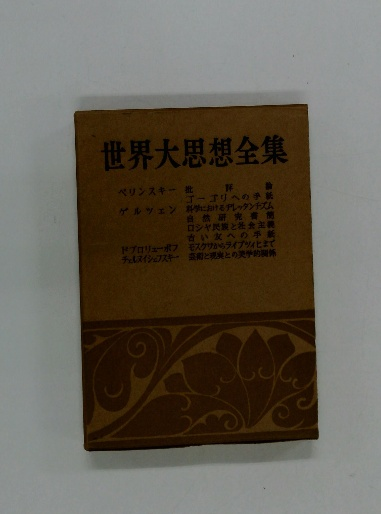 世界大思想全集
ベリンスキー 批評論
ゴーゴリへの手紙
ゲルツェン 科学におけるデレッタンチズム
自然研究書簡
ロシヤ民族と社会主義
古い友への手紙
ドブロリューボフ モスクワからライプツィヒまで
チェルヌイシェフスキー 芸術と現実との美学的関係